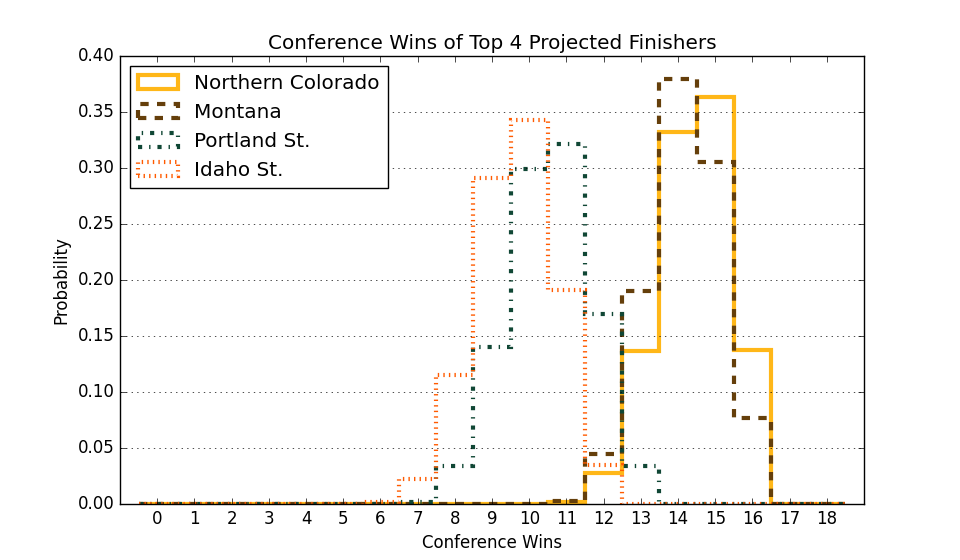 Conference Wins of Top 4 Projected Finishers
0.40
0.35
0.30
0.25
0.20
0.15
0.10
0.05
0.00
Probability
Northern Colorado
Montana
Portland St.
Idaho St.
0 1 2 3 4 5 6 7 8 9 10 11 12 13 14 15 16 17 18
Conference Wins